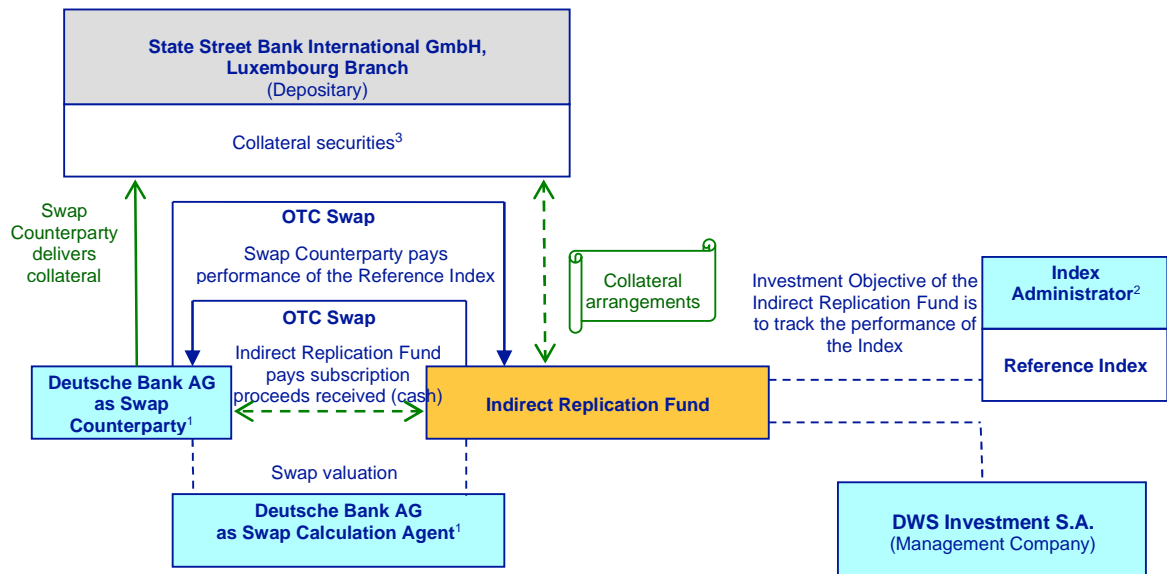 State Street Bank International GmbH,
Luxembourg Branch
(Depositary)
Collateral securities³
Swap
Counterparty
delivers
collateral
OTC Swap
Swap Counterparty pays
performance of the Reference Index
OTC Swap
Indirect Replication Fund
pays subscription
proceeds received (cash)
Collateral
arrangements
Investment Objective of the
Indirect Replication Fund is
to track the performance of
the Index
Index
Administrator²
Reference Index
Deutsche Bank AG
as Swap
Counterparty¹
Indirect Replication Fund
Swap valuation
Deutsche Bank AG
as Swap Calculation Agent¹
DWS Investment S.A.
(Management Company)